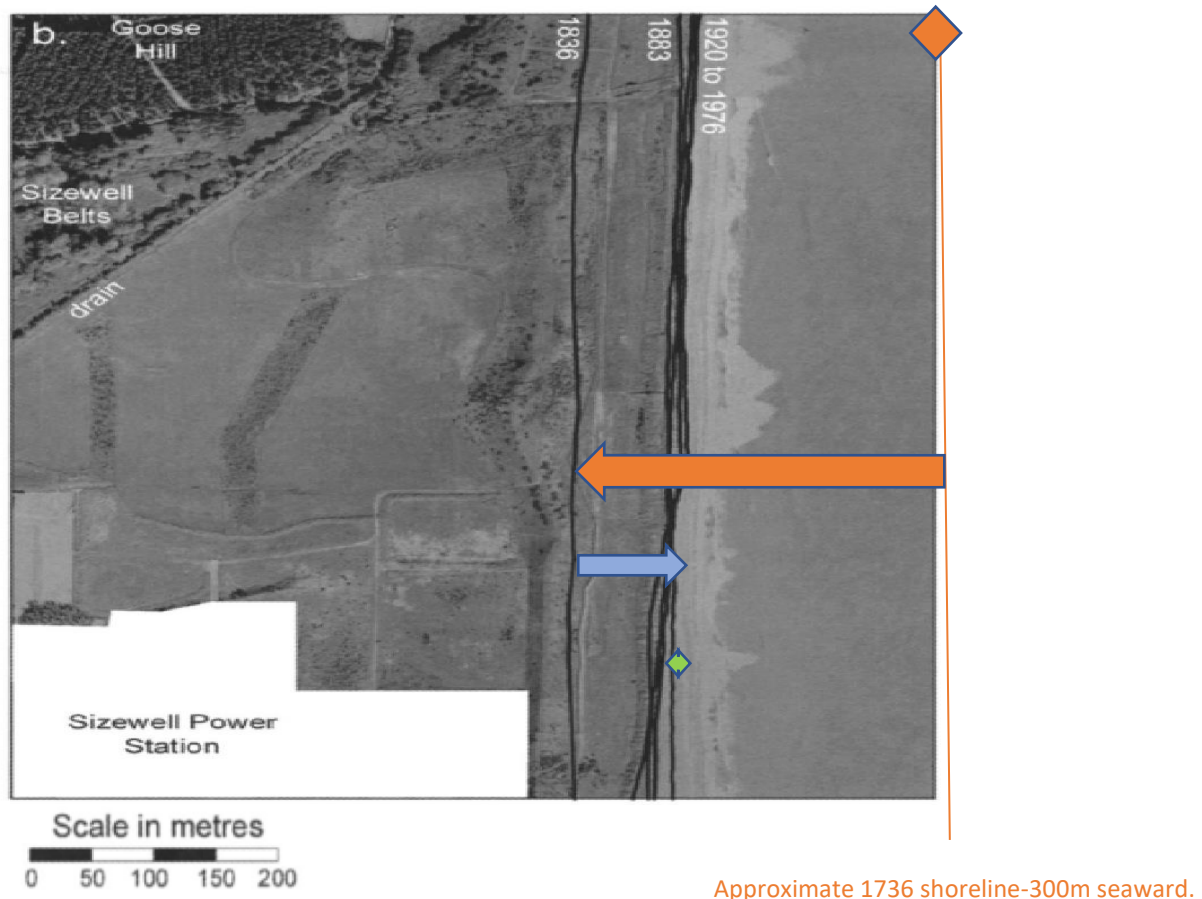 b.
Goose
Hill
1836
1883
1920 to 1976
Sizewell
Belts
drain
Sizewell Power
Station
Scale in metres
0 50 100 150 200
Approximate 1736 shoreline-300m seaward.